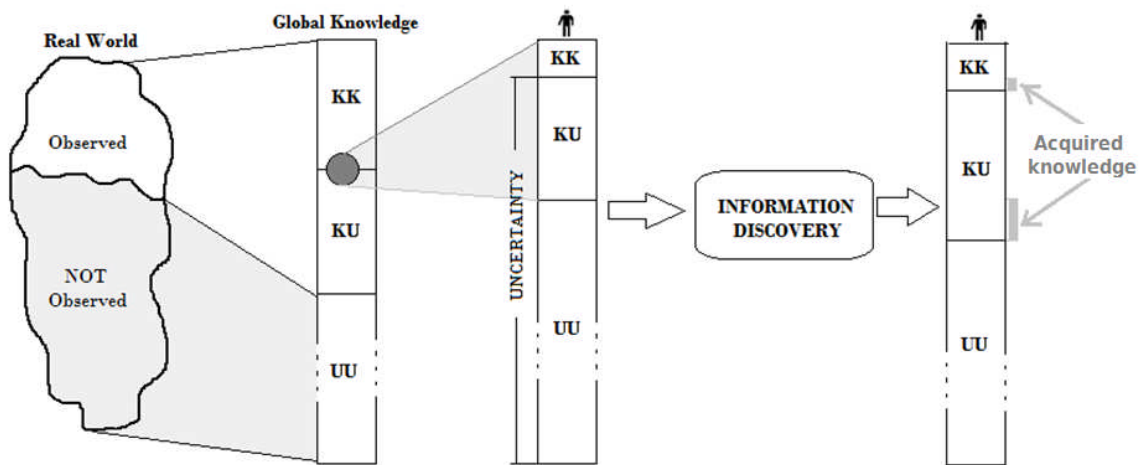 Real World
Observed
NOT
Observed
Global Knowledge
KK
KU
UU
KK
KU
UU
UNCERTAINTY
INFORMATION
DISCOVERY
KK
KU
UU
Acquired
knowledge